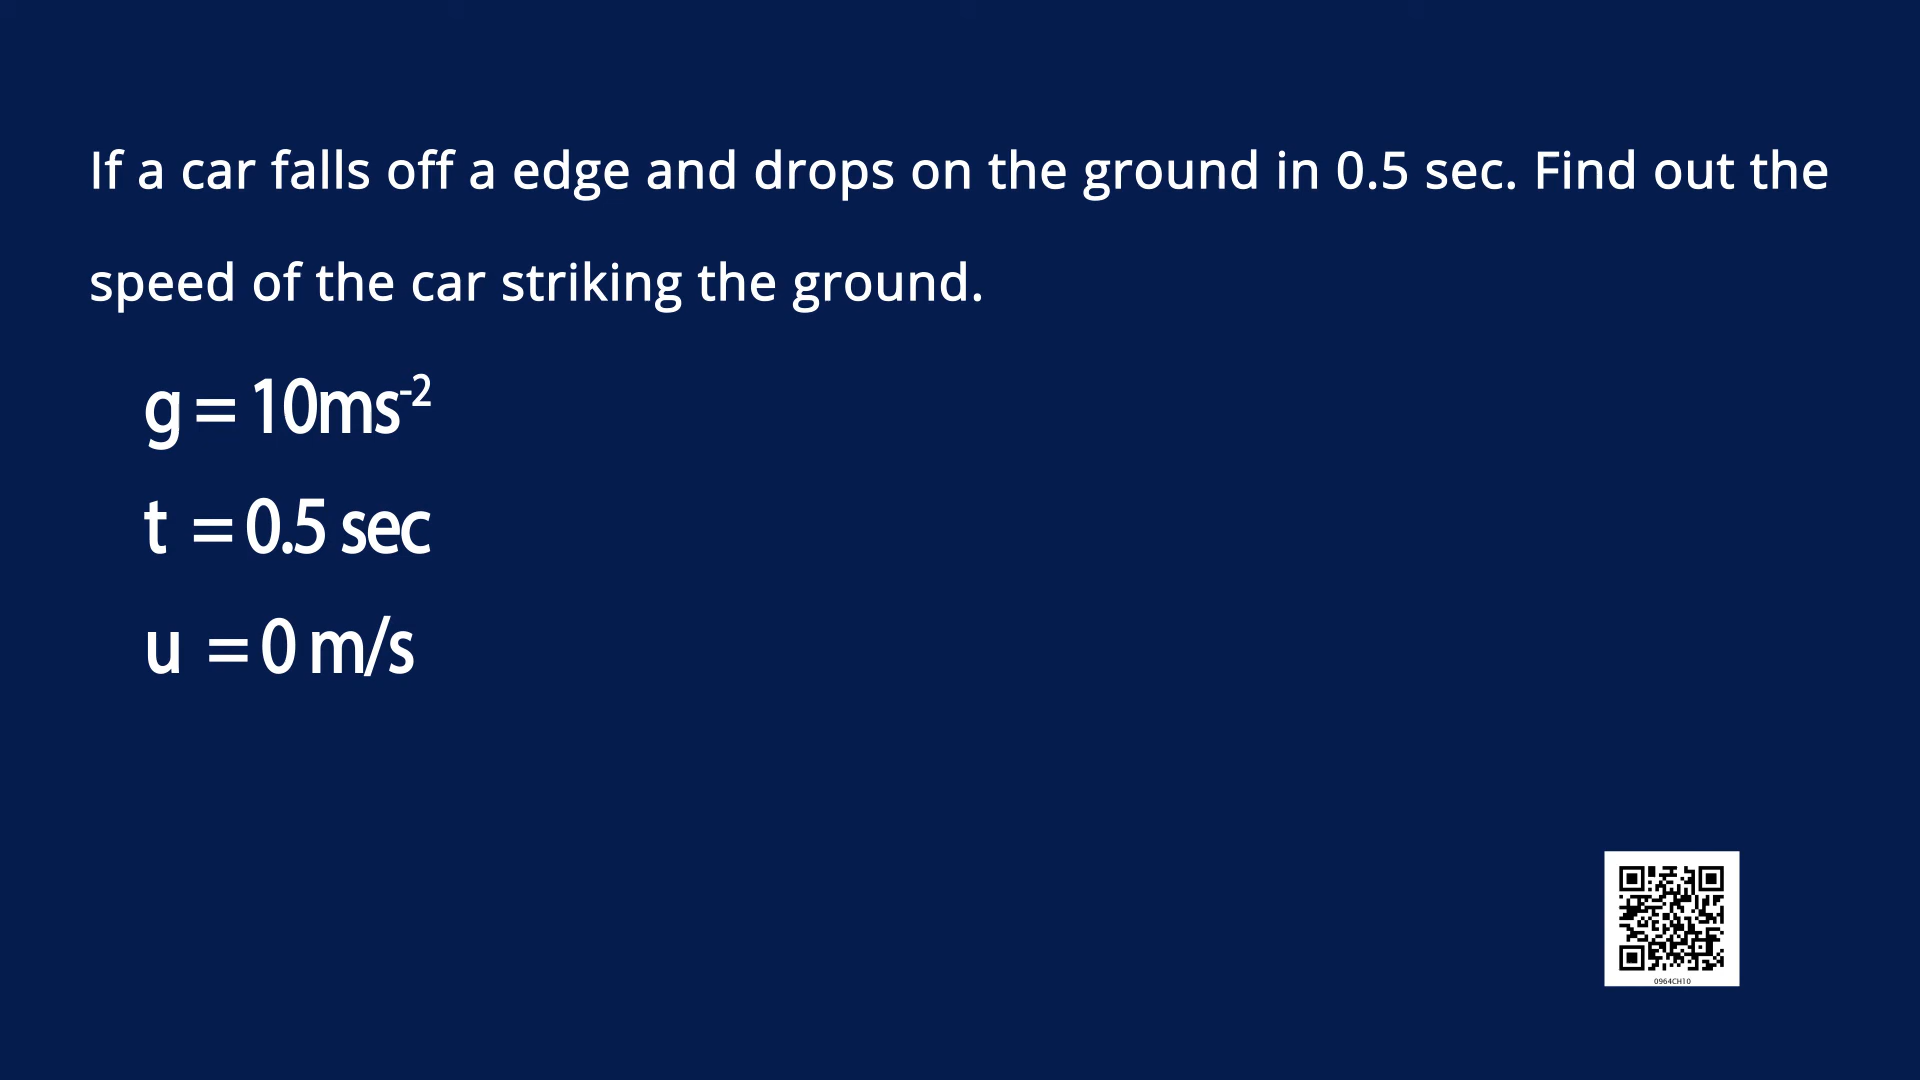 If a car falls off a edge and drops on the ground in 0.5 sec. Find out the
speed of the car striking the ground.
g = 10ms⁻²
t = 0.5 sec
u = 0 m/s
0964CH10